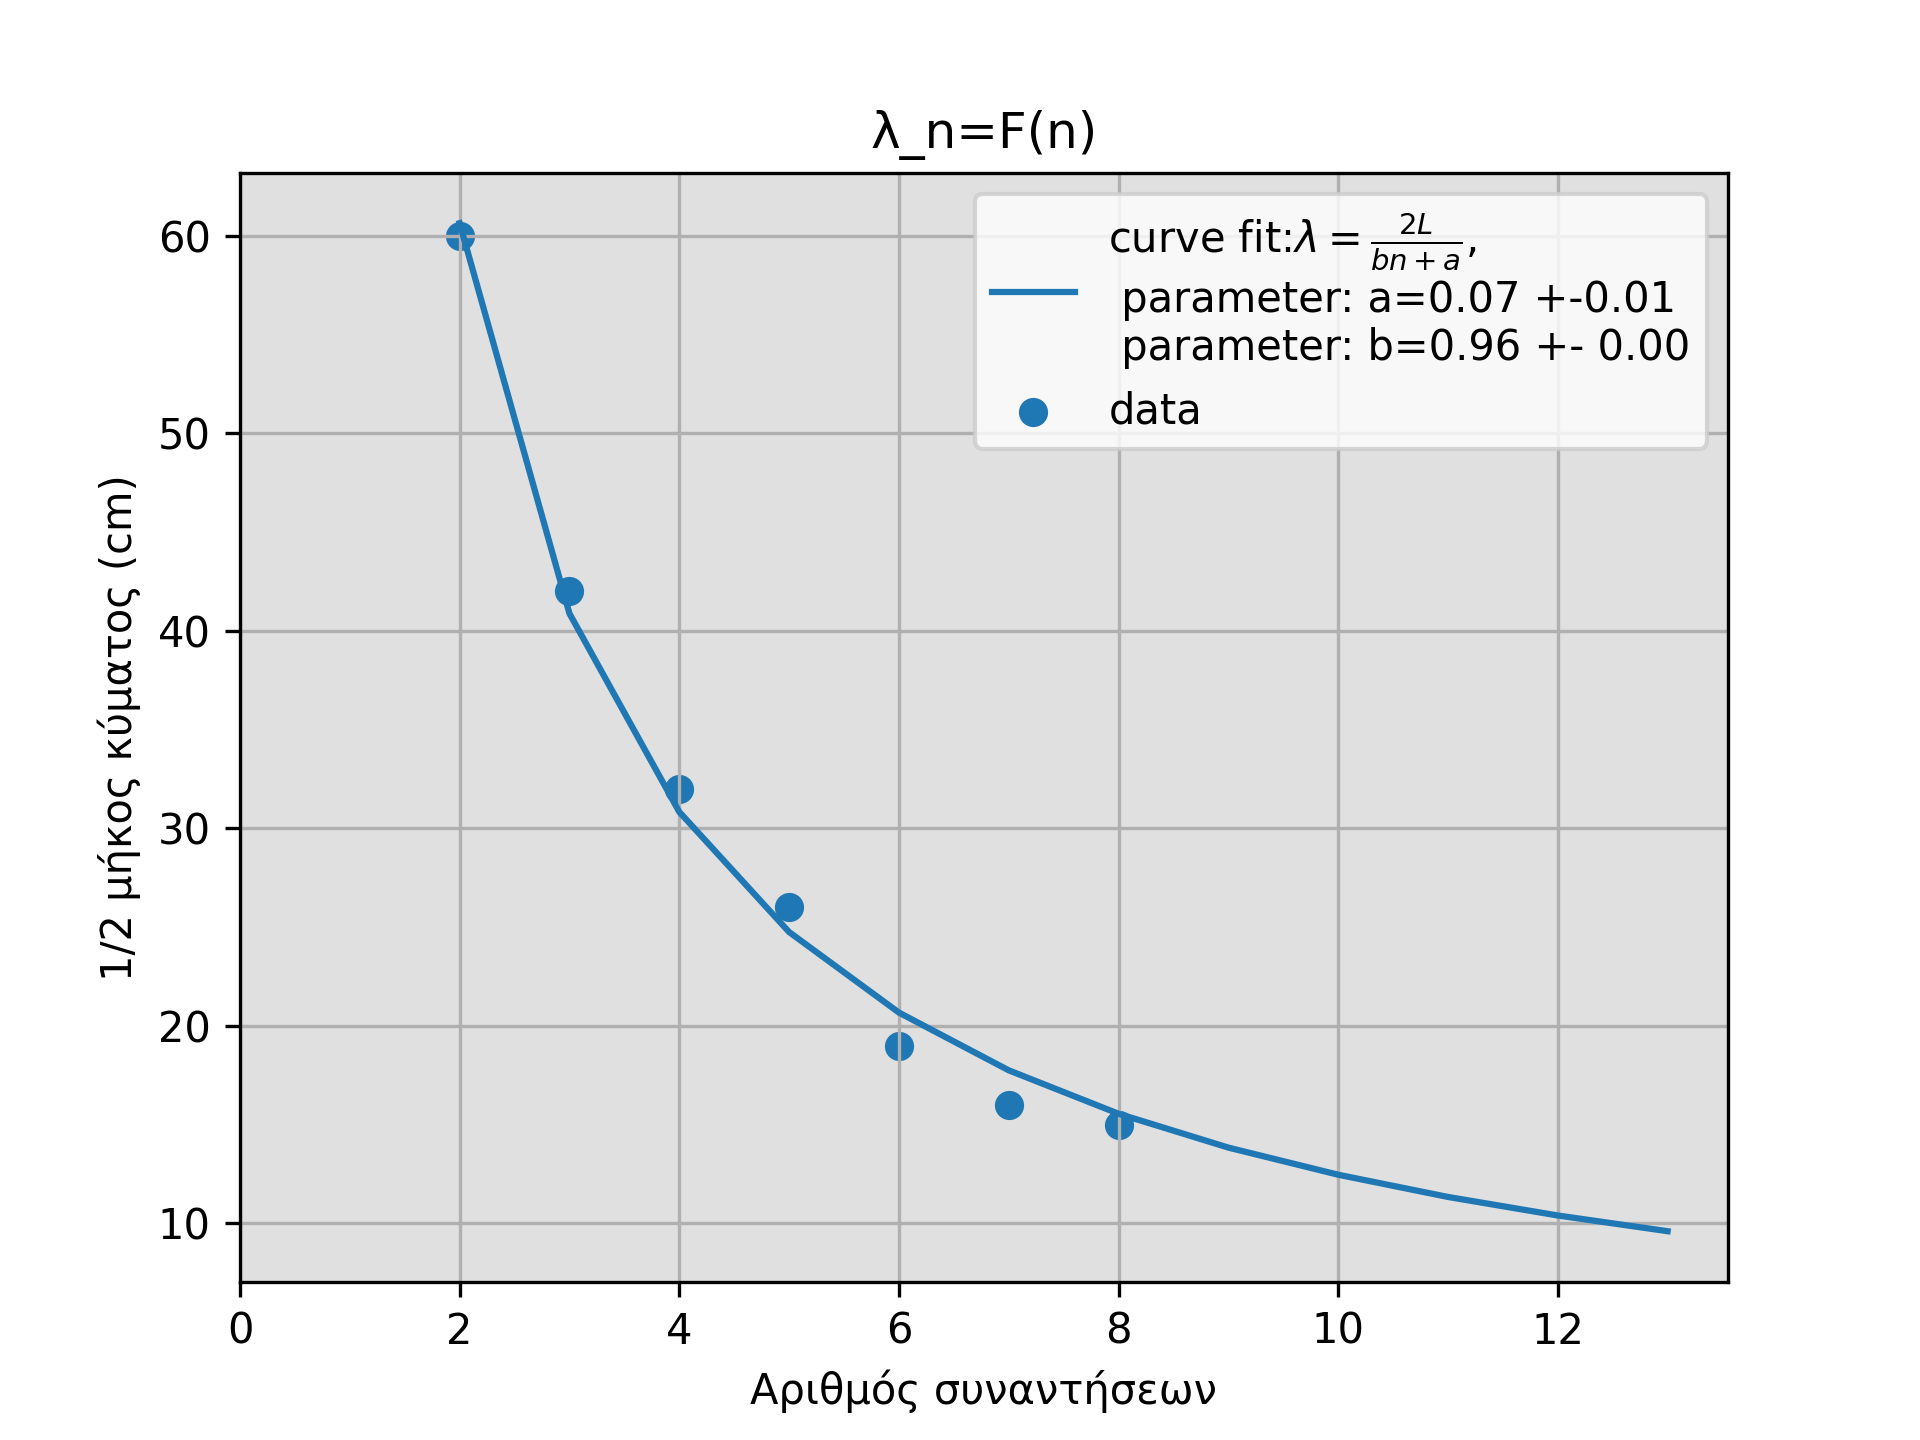 λ_n=F(n)
curve fit:λ = \frac{2L}{bn + a},
parameter: a=0.07 +-0.01
parameter: b=0.96 +- 0.00
data
1/2 μήκος κύματος (cm)
60
50
40
30
20
10
0 2 4 6 8 10 12
Αριθμός συναντήσεων